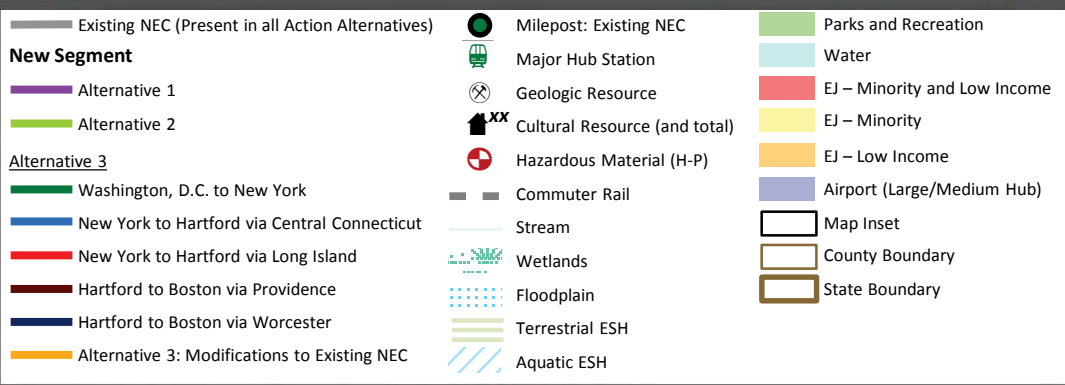 Existing NEC (Present in all Action Alternatives)
New Segment
Alternative 1
Alternative 2
Alternative 3
Washington, D.C. to New York
New York to Hartford via Central Connecticut
New York to Hartford via Long Island
Hartford to Boston via Providence
Hartford to Boston via Worcester
Alternative 3: Modifications to Existing NEC
Milepost: Existing NEC
Major Hub Station
Geologic Resource
xx Cultural Resource (and total)
Hazardous Material (H-P)
Commuter Rail
Stream
Wetlands
Floodplain
Terrestrial ESH
Aquatic ESH
Parks and Recreation
Water
EJ – Minority and Low Income
EJ – Minority
EJ – Low Income
Airport (Large/Medium Hub)
Map Inset
County Boundary
State Boundary